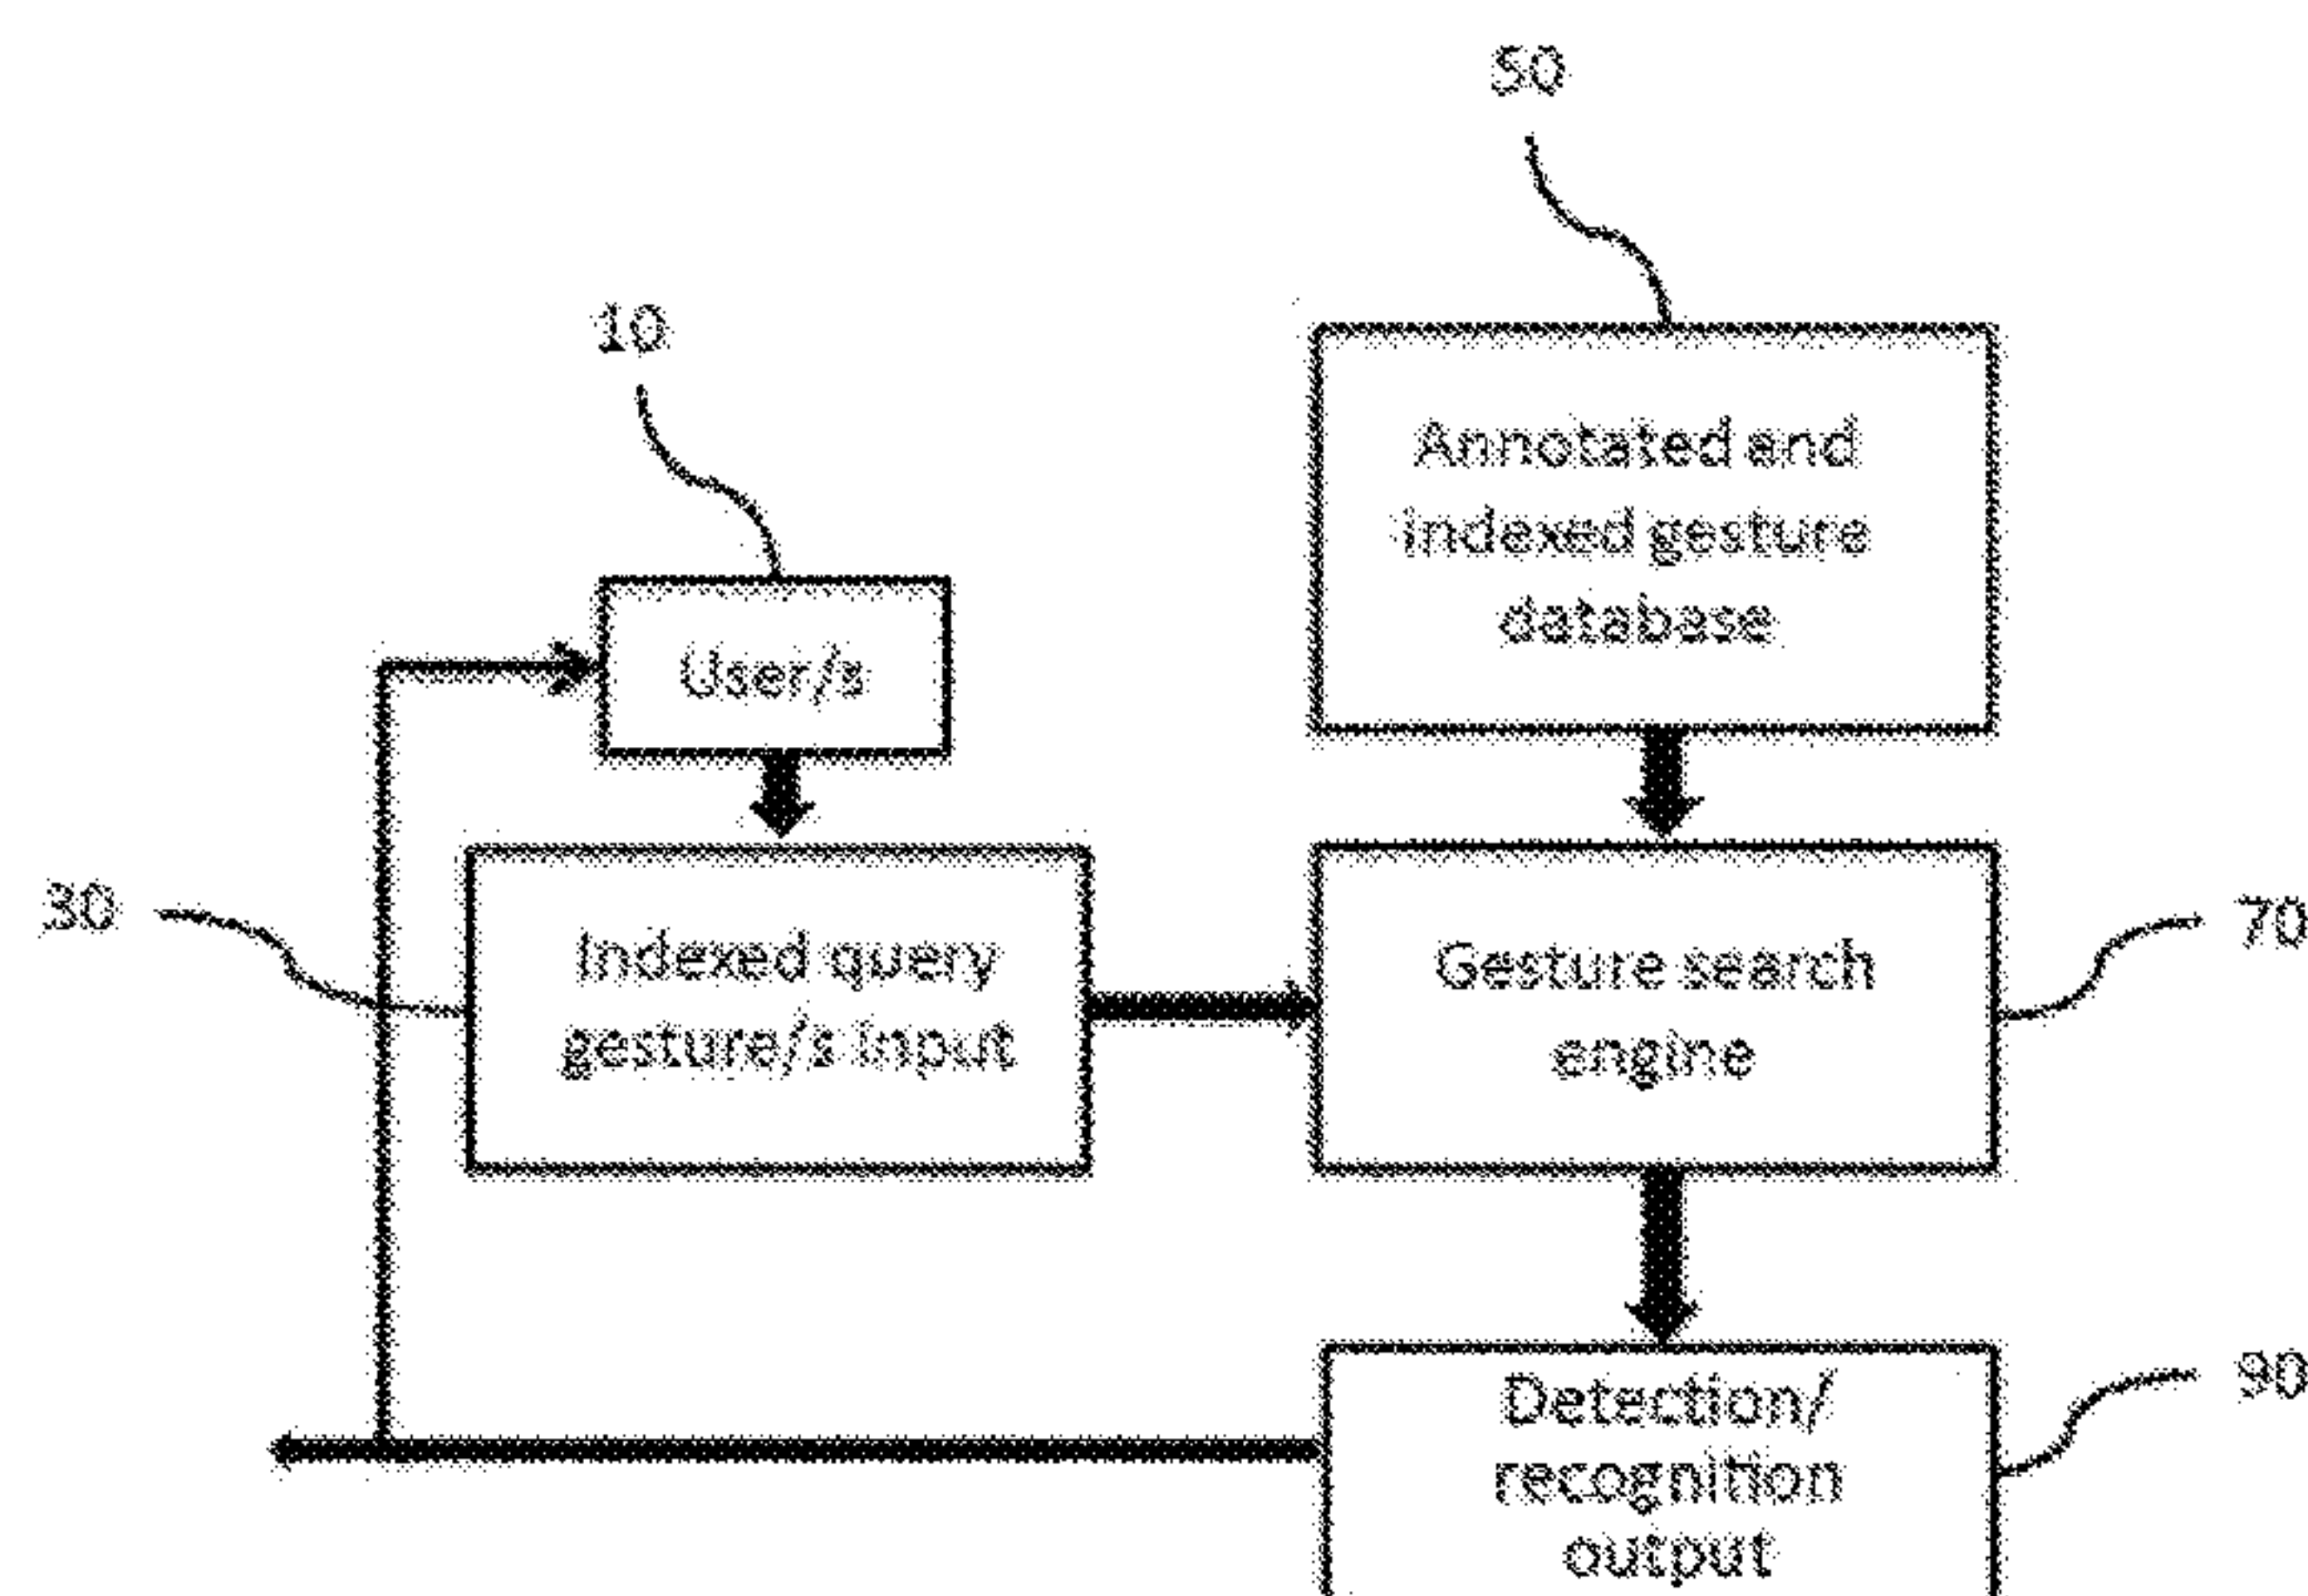 50
10
Annotated and
indexed gesture
database
User/s
30
Indexed query
gesture/s input
Gesture search
engine
70
Detection/
recognition
output
90